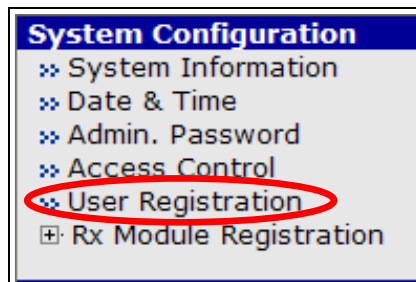 System Configuration
» System Information
» Date & Time
» Admin. Password
» Access Control
» User Registration
Rx Module Registration